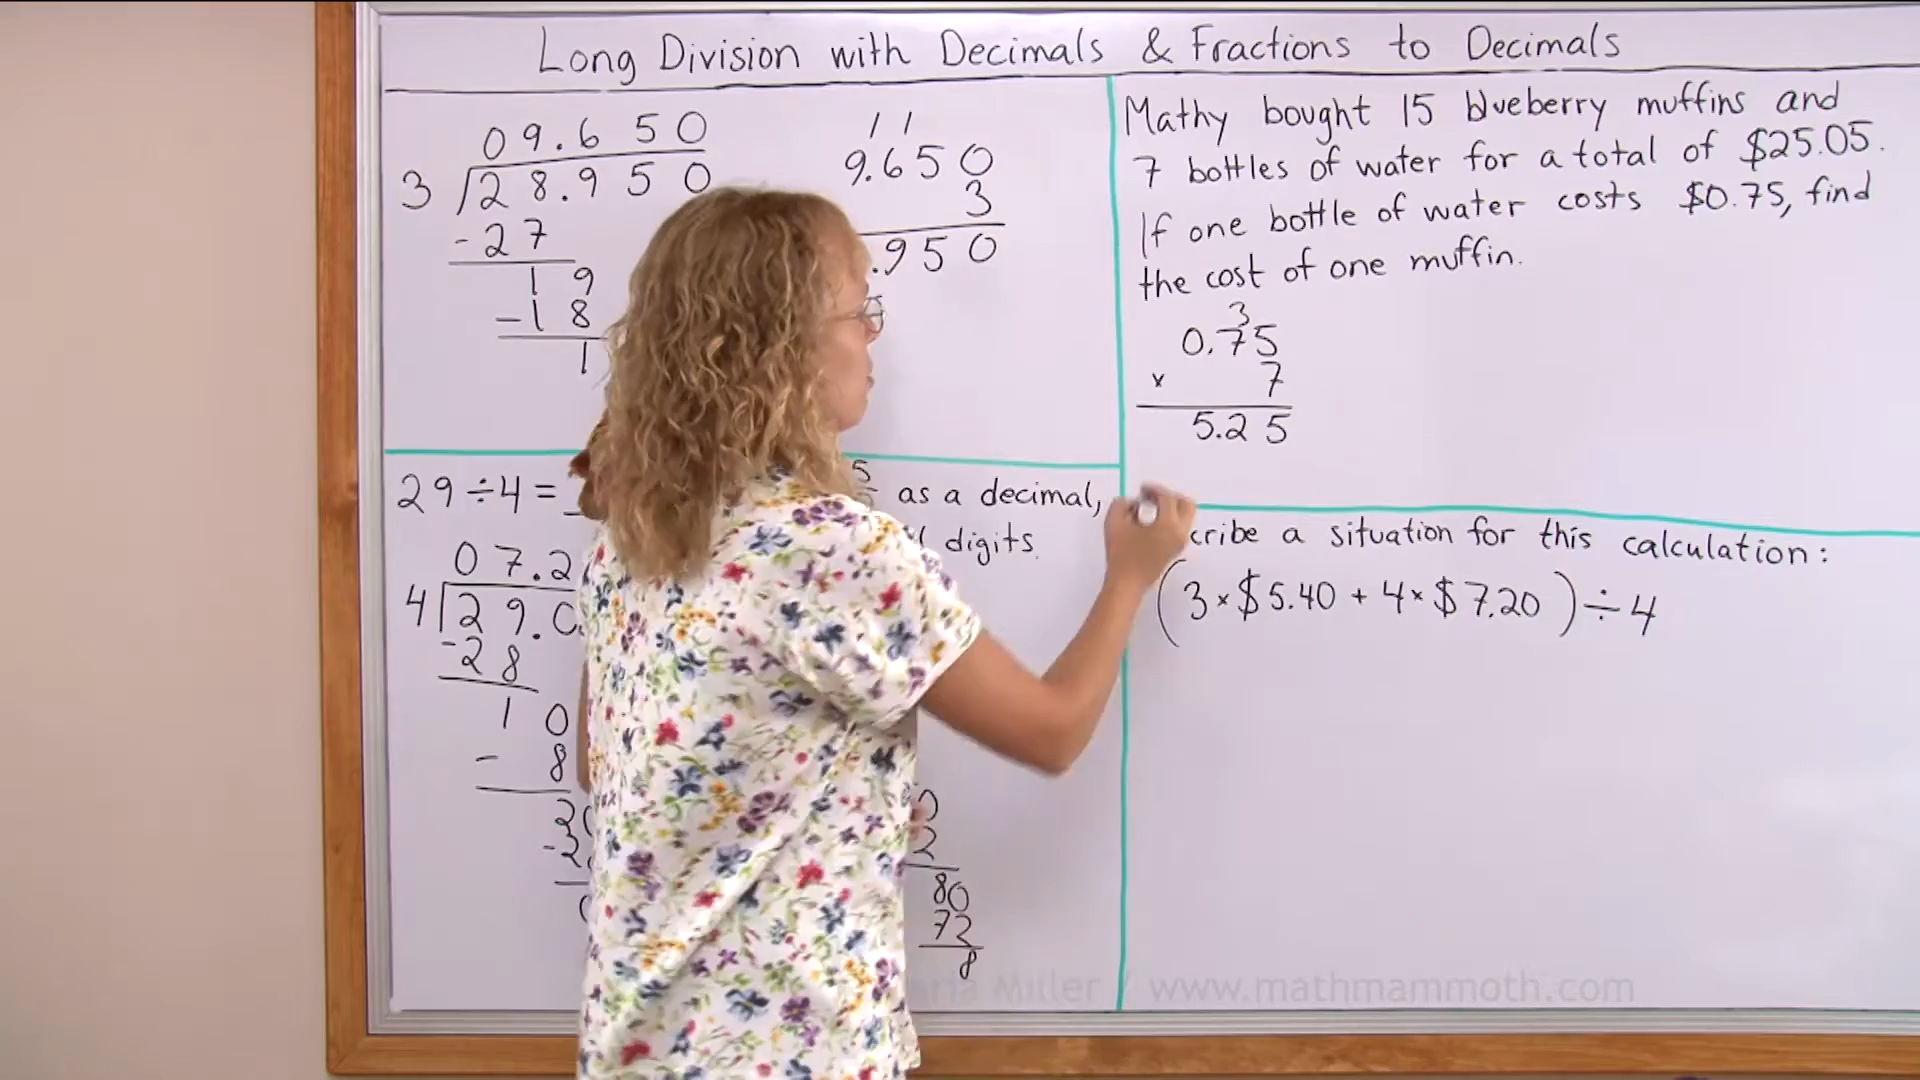 Long Division with Decimals & Fractions to Decimals
09.650
3 28.950
-27
19
-18
1
11
9.650
3
.950
Mathy bought 15 blueberry muffins and
7 bottles of water for a total of $25.05.
If one bottle of water costs $0.75, find
the cost of one muffin.
3
0.75
× 7
5.25
29÷4 =
07.2
4 29.0
-28
10
- 8
20
-2
5
as a decimal,
digits.
80
72
8
cribe a situation for this calculation:
(3×$5.40 + 4×$7.20) ÷ 4
Miller / www.mathmammoth.com